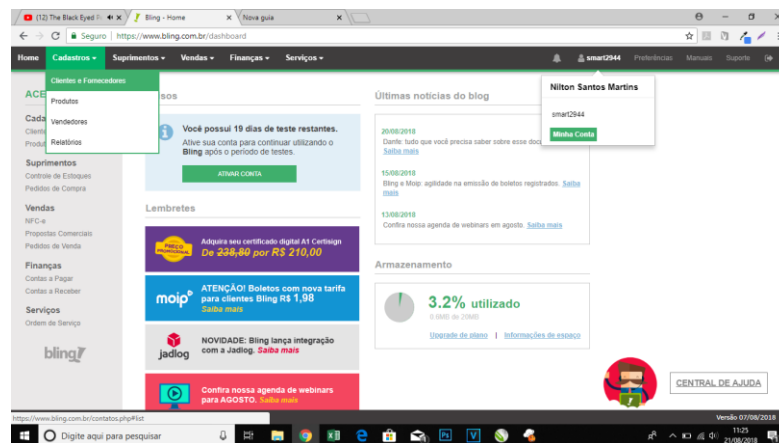 (12) The Black Eyed P
Bling - Home
Nova guia
Seguro
https://www.bling.com.br/dashboard
Home
Cadastros
Suprimentos
Vendas
Finanças
Serviços
smart2944
Preferências
Manuais
Suporte
Clientes e Fornecedores
Produtos
Vendedores
Relatórios
Nilton Santos Martins
smart2944
Minha Conta
ACE
Cada
Cliente
Produt
Suprimentos
Controle de Estoques
Pedidos de Compra
Vendas
NFC-e
Propostas Comerciais
Pedidos de Venda
Finanças
Contas a Pagar
Contas a Receber
Serviços
Ordem de Serviço
bling!
sos
Você possui 19 dias de teste restantes.
Ative sua conta para continuar utilizando o
Bling após o período de testes.
ATIVAR CONTA
Lembretes
PREÇO
PROMOCIONAL
Adquira seu certificado digital A1 Certisign
De 238,80 por R$ 210,00
moip
ATENÇÃO! Boletos com nova tarifa
para clientes Bling R$ 1,98
Saiba mais
jadlog
NOVIDADE: Bling lança integração
com a Jadlog. Saiba mais
Confira nossa agenda de webinars
para AGOSTO. Saiba mais
Últimas notícias do blog
20/08/2018
Danfe: tudo que você precisa saber sobre esse doc
Saiba mais
15/08/2018
Bling e Moip: agilidade na emissão de boletos registrados. Saiba
mais
13/08/2018
Confira nossa agenda de webinars em agosto. Saiba mais
Armazenamento
3.2% utilizado
Upgrade de plano | Informações de espaço
CENTRAL DE AJUDA
https://www.bling.com.br/contatos.php#list
Versão 07/08/2018
Digite aqui para pesquisar
11:25
21/08/2018